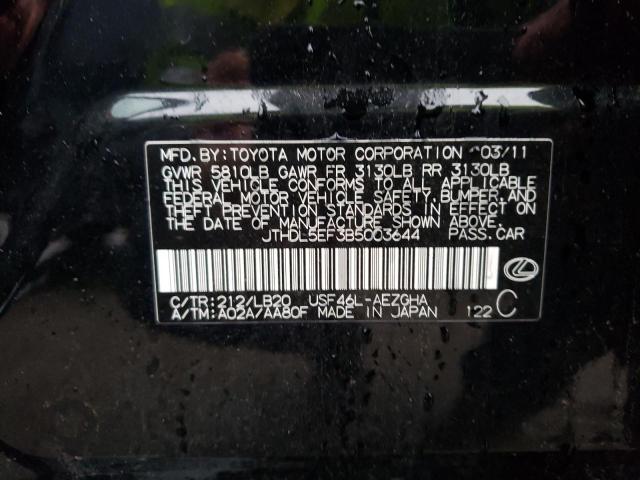 MFD. BY: TOYOTA MOTOR CORPORATION 03/11
GVWR 5810LB GAWR FR 3130LB RR 3130LB
THIS VEHICLE CONFORMS TO ALL APPLICABLE
FEDERAL MOTOR VEHICLE SAFETY, BUMPER, AND
THEFT PREVENTION STANDARDS IN EFFECT ON
THE DATE OF MANUFACTURE SHOWN ABOVE.
JTHDL5EF3B5003644 PASS.CAR
C/TR:212/LB20 USF46L-AEZGHA
A/TM:A02A/AA80F MADE IN JAPAN 122 C